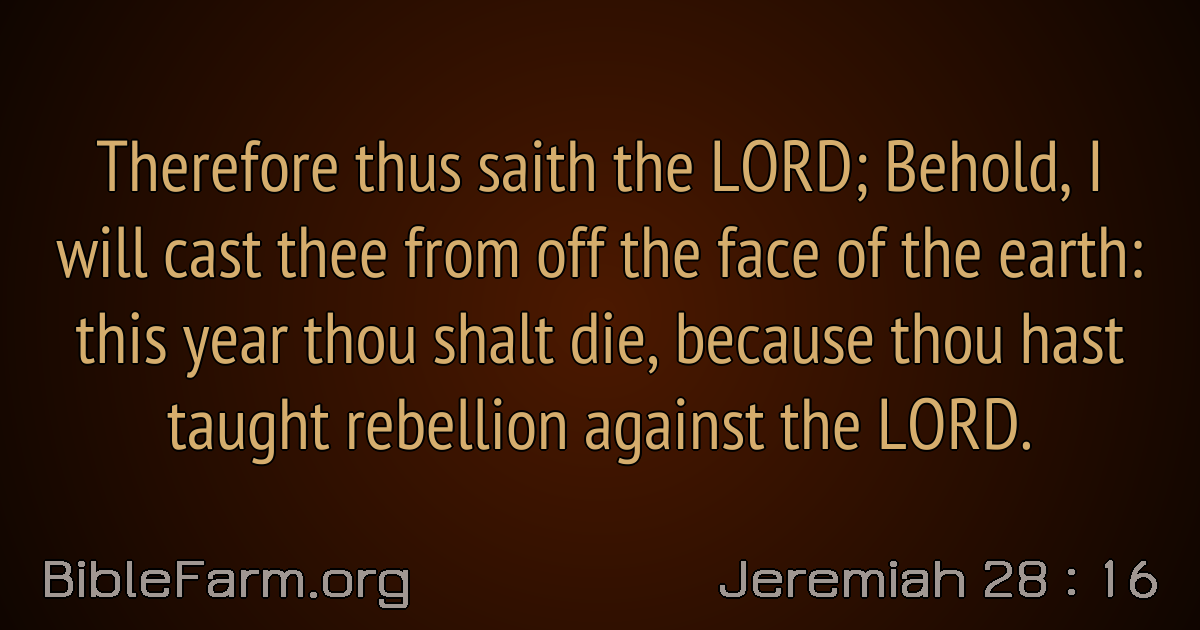 Therefore thus saith the LORD; Behold, I
will cast thee from off the face of the earth:
this year thou shalt die, because thou hast
taught rebellion against the LORD.
BibleFarm.org
Jeremiah 28 : 16